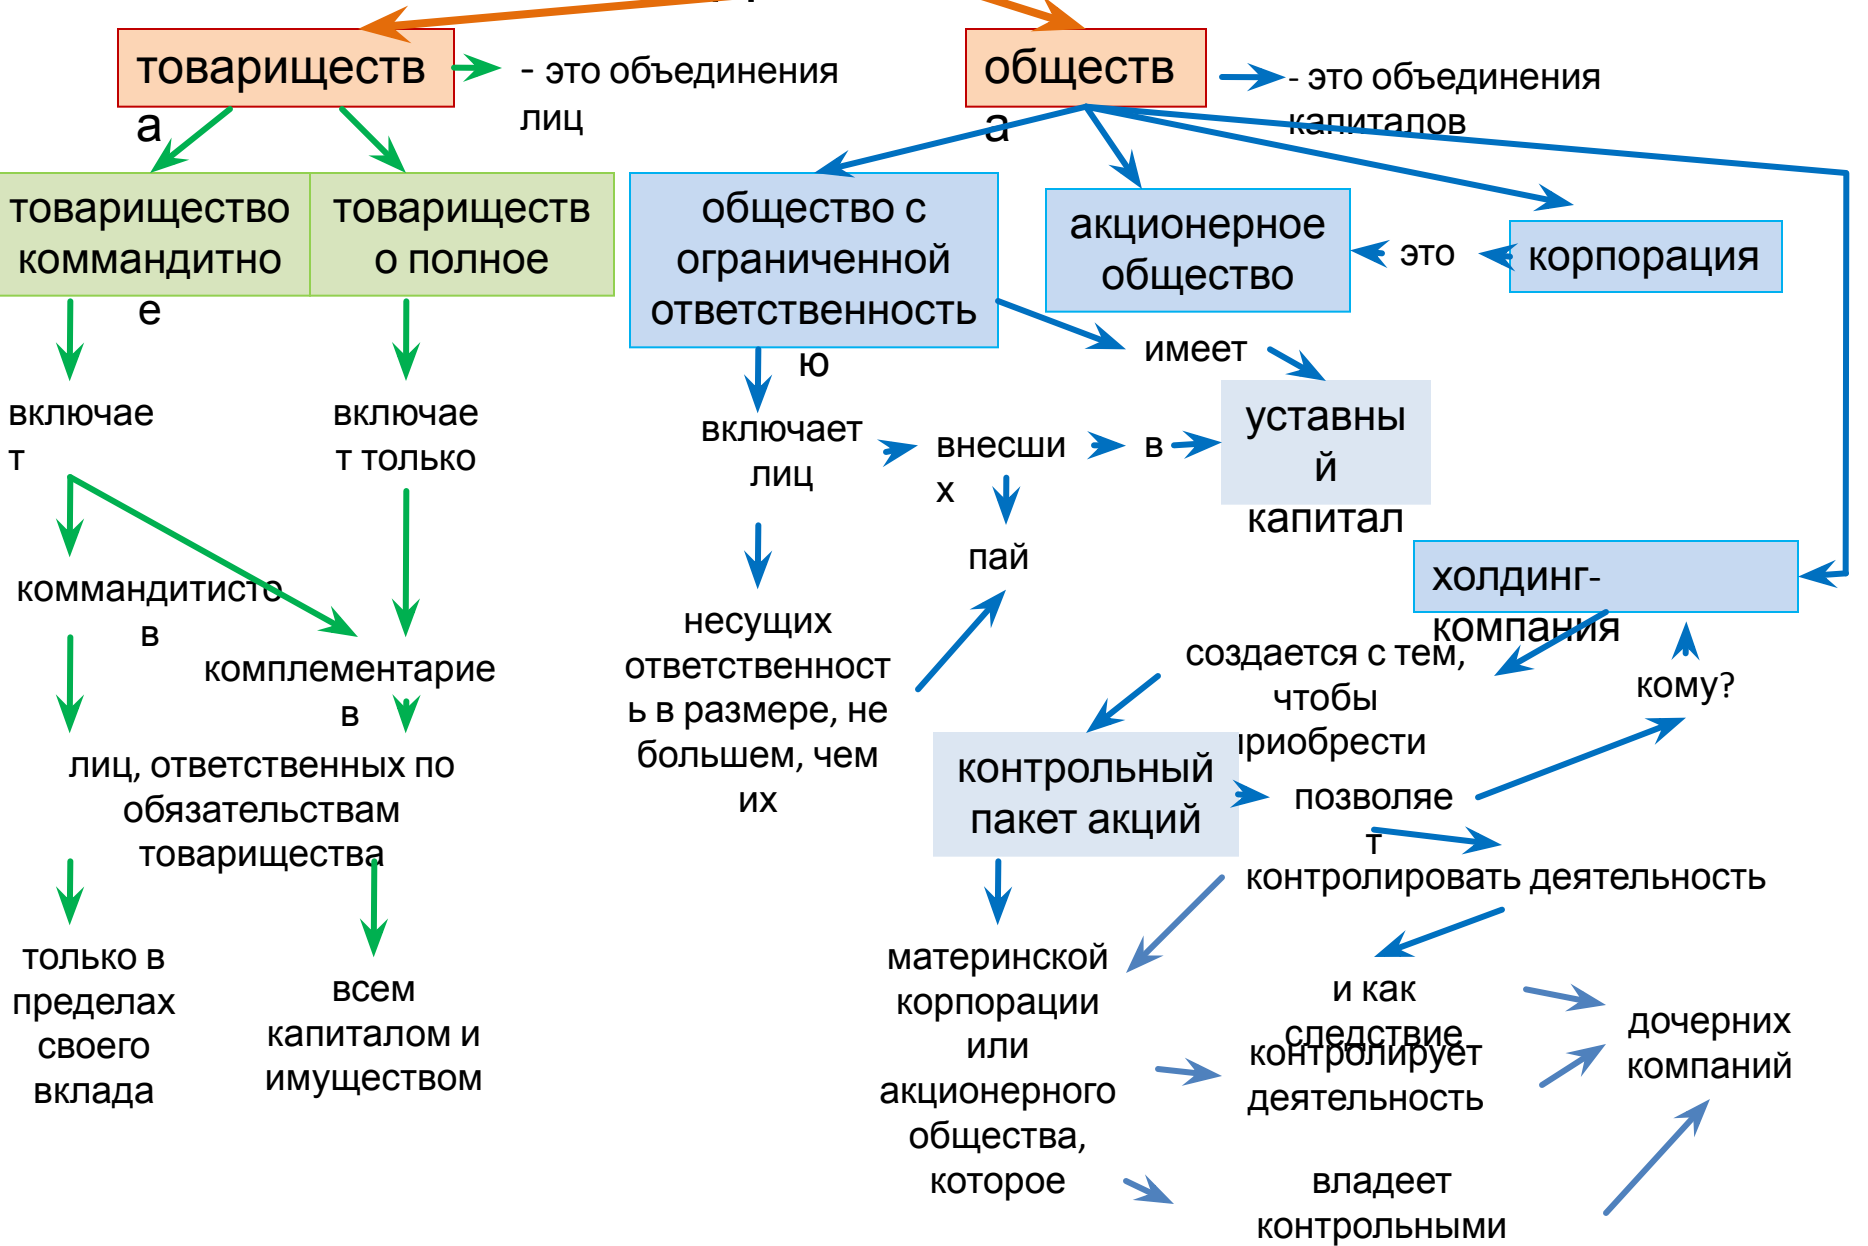 товариществ
а
- это объединения
лиц
обществ
а
- это объединения
капиталов
товарищество
коммандитно
е
товариществ
о полное
общество с
ограниченной
ответственность
ю
акционерное
общество
это
корпорация
имеет
включае
т
включае
т только
включает
лиц
внесши
х
в
уставны
й
капитал
пай
коммандитисто
в
комплементарие
в
несущих
ответственност
ь в размере, не
большем, чем
их
холдинг-
компания
создается с тем,
чтобы
приобрести
кому?
лиц, ответственных по
обязательствам
товарищества
контрольный
пакет акций
позволяе
т
контролировать деятельность
только в
пределах
своего
вклада
всем
капиталом и
имуществом
материнской
корпорации
или
акционерного
общества,
которое
и как
следствие
контролирует
деятельность
дочерних
компаний
владеет
контрольными